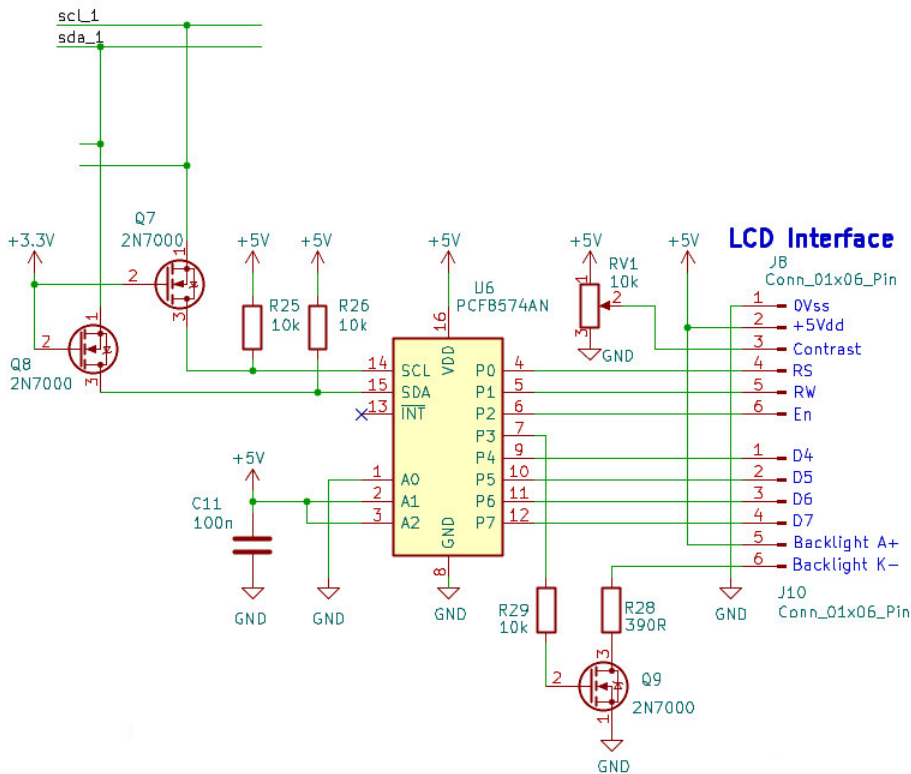 scl_1
sda_1
Q7
2N7000
+3.3V
+5V
+5V
+5V
+5V
+5V
LCD Interface
J8
Conn_01x06_Pin
1
2
3
Q8
2N7000
1
2
3
R25
10k
R26
10k
U6
PCFB574AN
16
VDD
RV1
10k
1
2
3
GND
1 0Vss
2 +5Vdd
3 Contrast
4 RS
5 RW
6 En
14 SCL
15 SDA
13 INT
1 A0
2 A1
3 A2
P0 4
P1 5
P2 6
P3 7
P4 9
P5 10
P6 11
P7 12
GND
8
1 D4
2 D5
3 D6
4 D7
5 Backlight A+
6 Backlight K-
+5V
C11
100n
GND
GND
GND
GND
J10
Conn_01x06_Pin
R29
10k
R28
390R
3
2
1
Q9
2N7000
GND